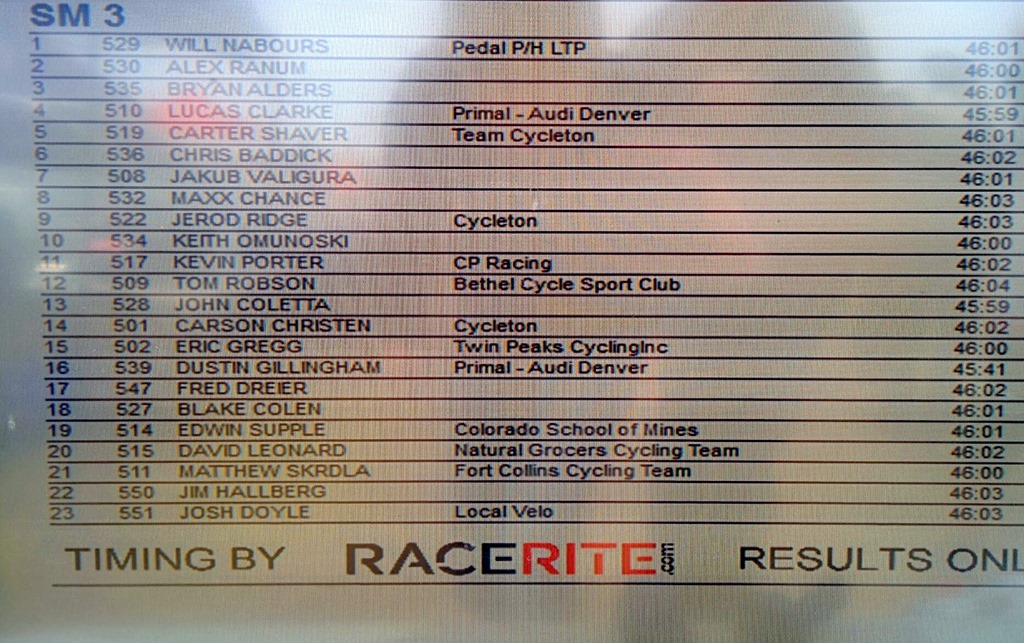 SM 3
1 529 WILL NABOURS Pedal P/H LTP 46:01
2 530 ALEX RANUM 46:00
3 535 BRYAN ALDERS 46:01
4 510 LUCAS CLARKE Primal - Audi Denver 45:59
5 519 CARTER SHAVER Team Cycleton 46:01
6 536 CHRIS BADDICK 46:02
7 508 JAKUB VALIGURA 46:01
8 532 MAXX CHANCE 46:03
9 522 JEROD RIDGE Cycleton 46:03
10 534 KEITH OMUNOSKI 46:00
11 517 KEVIN PORTER CP Racing 46:02
12 509 TOM ROBSON Bethel Cycle Sport Club 46:04
13 528 JOHN COLETTA 45:59
14 501 CARSON CHRISTEN Cycleton 46:02
15 502 ERIC GREGG Twin Peaks CyclingInc 46:00
16 539 DUSTIN GILLINGHAM Primal - Audi Denver 45:41
17 547 FRED DREIER 46:02
18 527 BLAKE COLEN 46:01
19 514 EDWIN SUPPLE Colorado School of Mines 46:01
20 515 DAVID LEONARD Natural Grocers Cycling Team 46:02
21 511 MATTHEW SKRDLA Fort Collins Cycling Team 46:00
22 550 JIM HALLBERG 46:03
23 551 JOSH DOYLE Local Velo 46:03
TIMING BY RACERITE.com RESULTS ONL